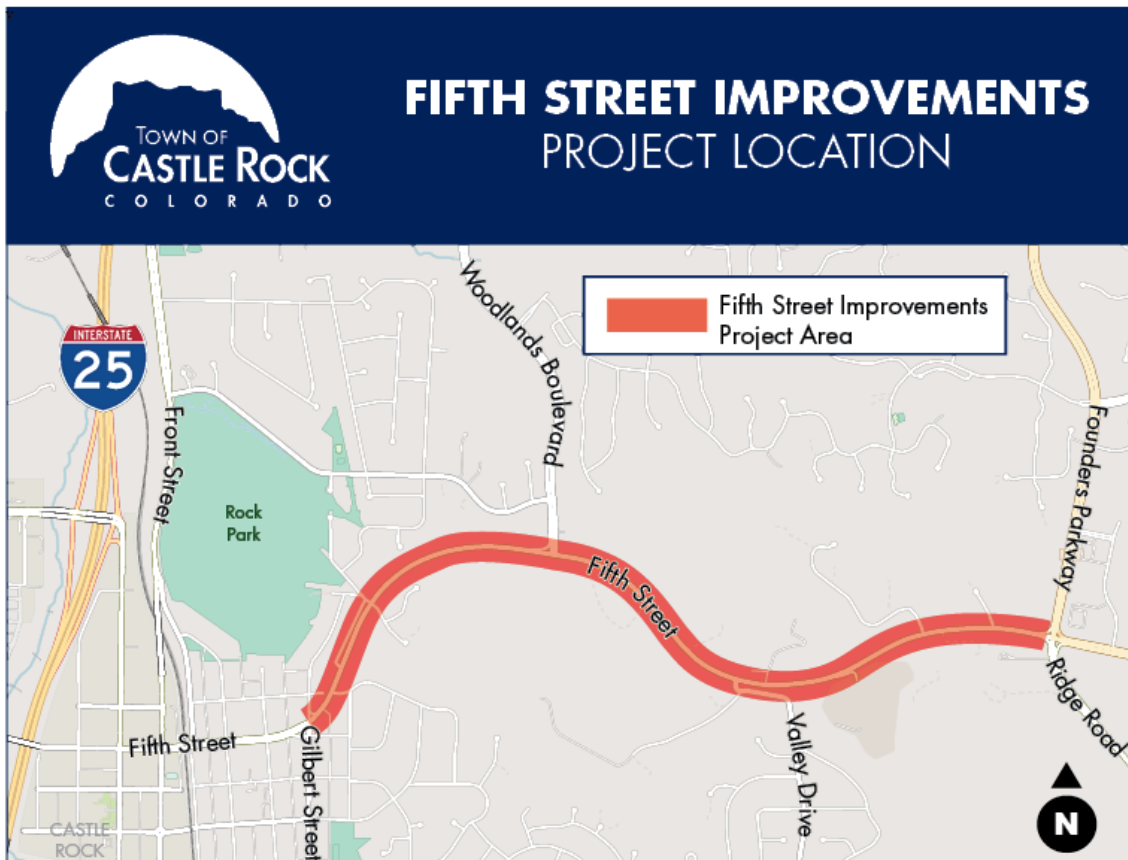 TOWN OF
CASTLE ROCK
COLORADO
FIFTH STREET IMPROVEMENTS
PROJECT LOCATION
Fifth Street Improvements
Project Area
INTERSTATE
25
Woodlands Boulevard
Front Street
Founders Parkway
Rock
Park
Fifth Street
Ridge Road
Fifth Street
Gilbert Street
Valley Drive
CASTLE
ROCK
N